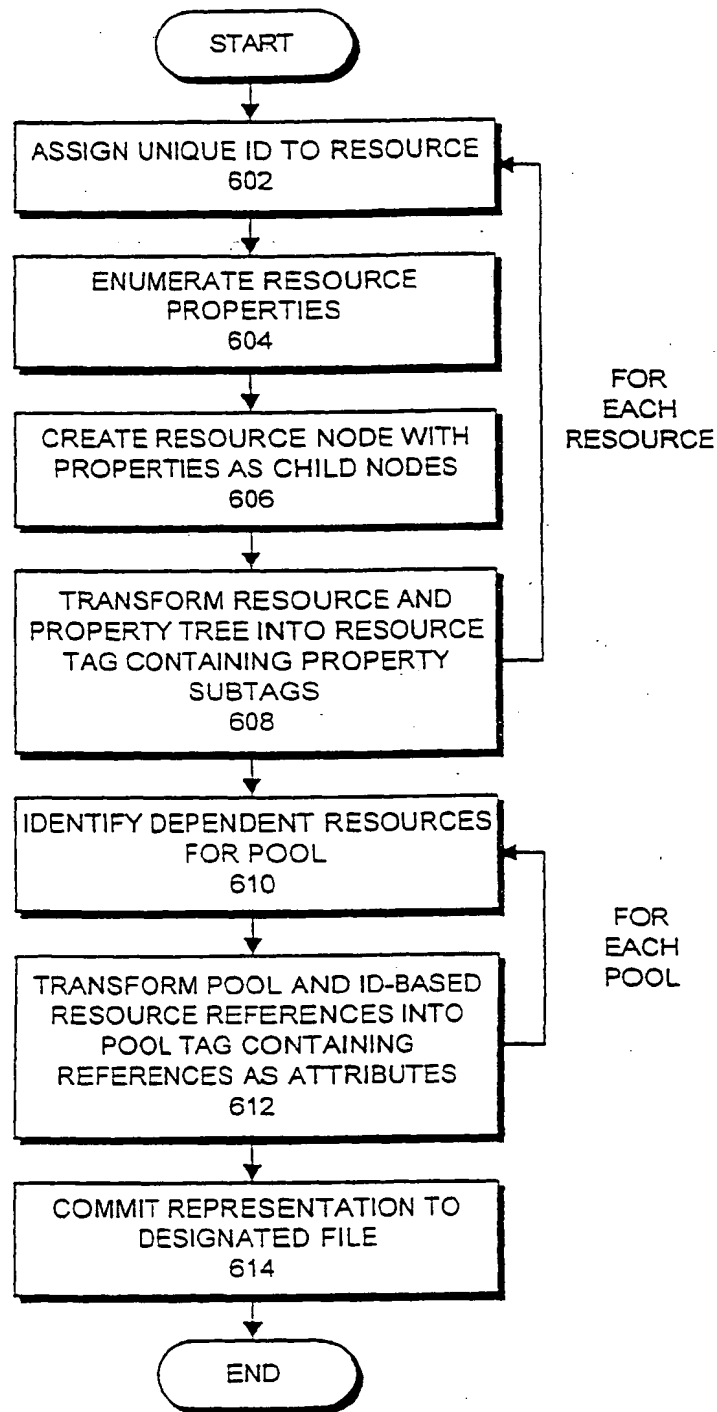 START
ASSIGN UNIQUE ID TO RESOURCE
602
ENUMERATE RESOURCE
PROPERTIES
604
CREATE RESOURCE NODE WITH
PROPERTIES AS CHILD NODES
606
TRANSFORM RESOURCE AND
PROPERTY TREE INTO RESOURCE
TAG CONTAINING PROPERTY
SUBTAGS
608
FOR
EACH
RESOURCE
IDENTIFY DEPENDENT RESOURCES
FOR POOL
610
TRANSFORM POOL AND ID-BASED
RESOURCE REFERENCES INTO
POOL TAG CONTAINING
REFERENCES AS ATTRIBUTES
612
FOR
EACH
POOL
COMMIT REPRESENTATION TO
DESIGNATED FILE
614
END